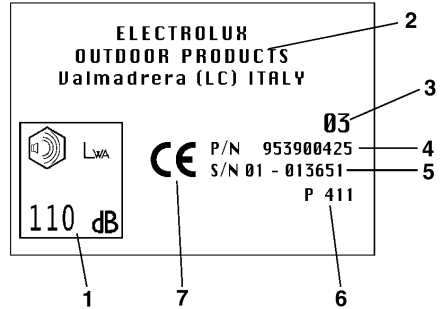 ELECTROLUX
OUTDOOR PRODUCTS
Valmadrera (LC) ITALY
2
3
03
P/N 953900425
4
S/N 01 - 013651
5
P 411
CE
LWA
110 dB
1
7
6